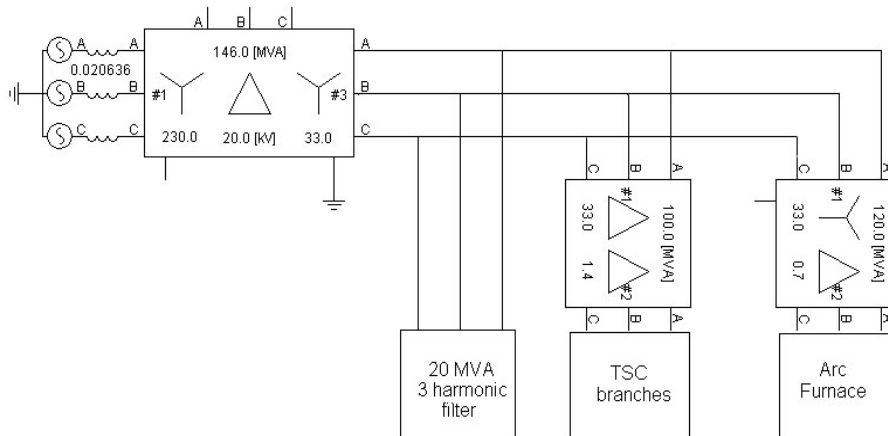 A B C
A A 146.0 [MVA] A
0.020636
B B #1 #3 B
C C 230.0 20.0 [kV] 33.0 C
C B A
C B A
#1
33.0 100.0 [MVA]
1.4
#2
#1
33.0 120.0 [MVA]
0.7
#2
C B A
C B A
20 MVA
3 harmonic
filter
TSC
branches
Arc
Furnace